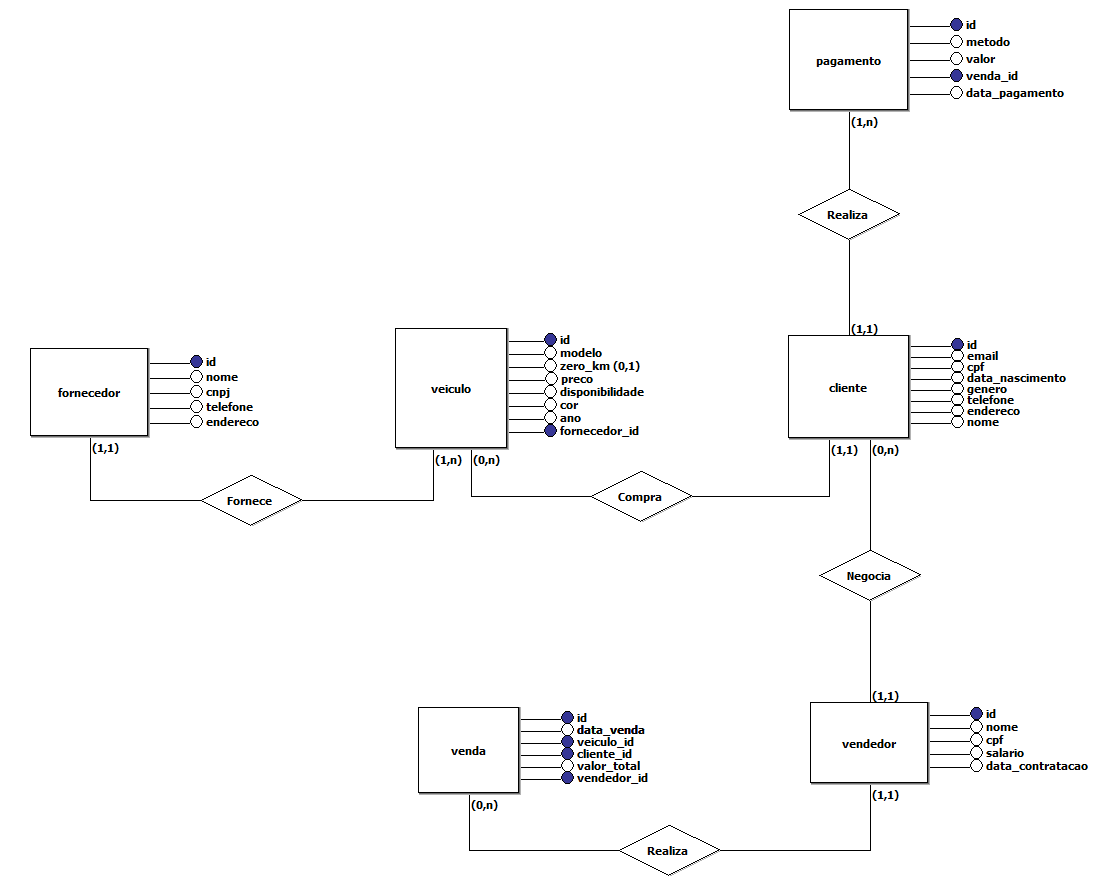 pagamento
id
metodo
valor
venda_id
data_pagamento
(1,n)
Realiza
(1,1)
fornecedor
id
nome
cnpj
telefone
endereco
(1,1)
veiculo
id
modelo
zero_km (0,1)
preco
disponibilidade
cor
ano
fornecedor_id
(1,n)
(0,n)
cliente
id
email
cpf
data_nascimento
genero
telefone
endereco
nome
(1,1)
(0,n)
Fornece
Compra
Negocia
(1,1)
venda
id
data_venda
veiculo_id
cliente_id
valor_total
vendedor_id
(0,n)
vendedor
id
nome
cpf
salario
data_contratacao
(1,1)
Realiza